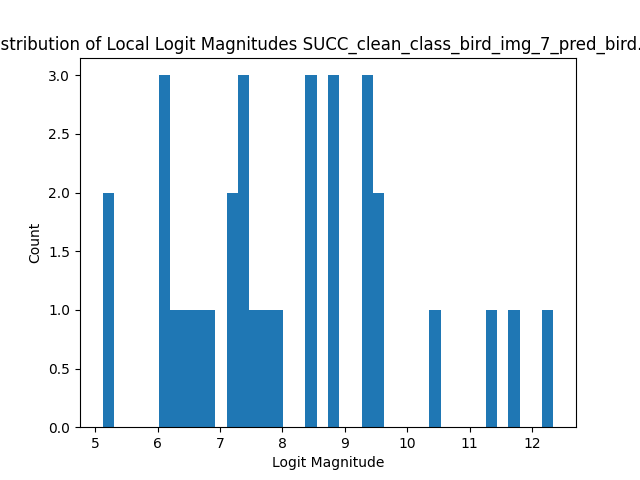 stribution of Local Logit Magnitudes SUCC_clean_class_bird_img_7_pred_bird.
3.0
2.5
2.0
1.5
1.0
0.5
0.0
Count
5 6 7 8 9 10 11 12
Logit Magnitude